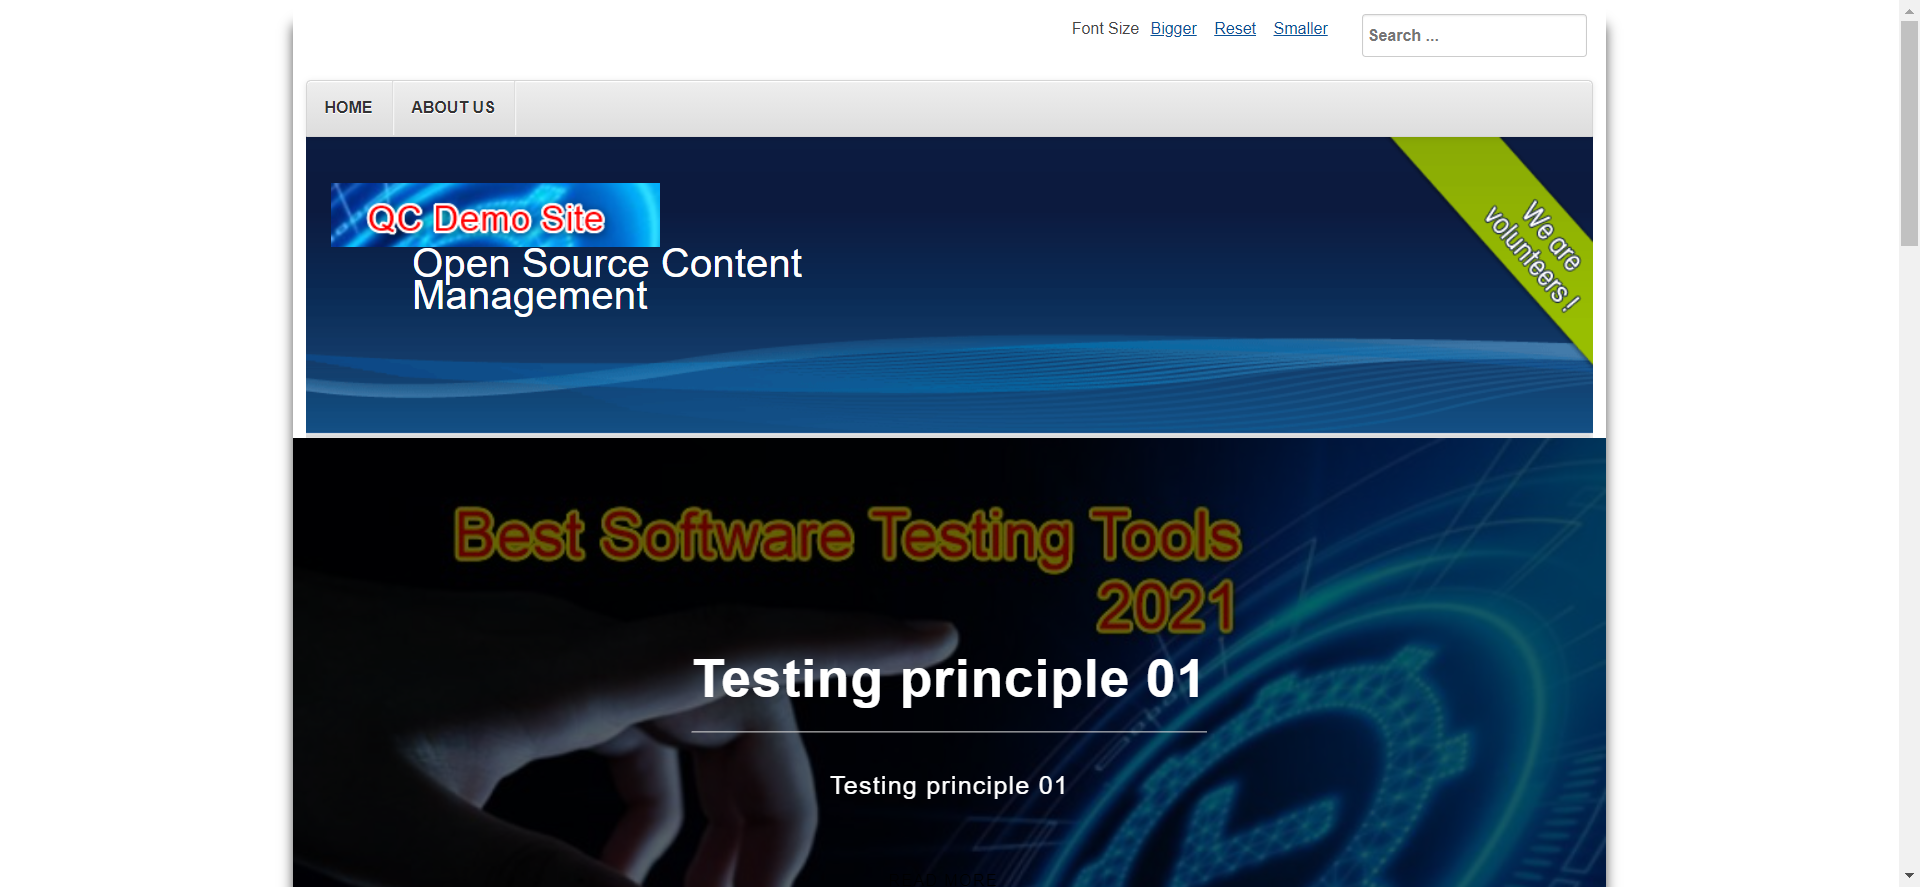 Font Size Bigger Reset Smaller
Search ...
HOME ABOUT US
QC Demo Site
Open Source Content
Management
We are
volunteers !
Best Software Testing Tools
2021
Testing principle 01
Testing principle 01